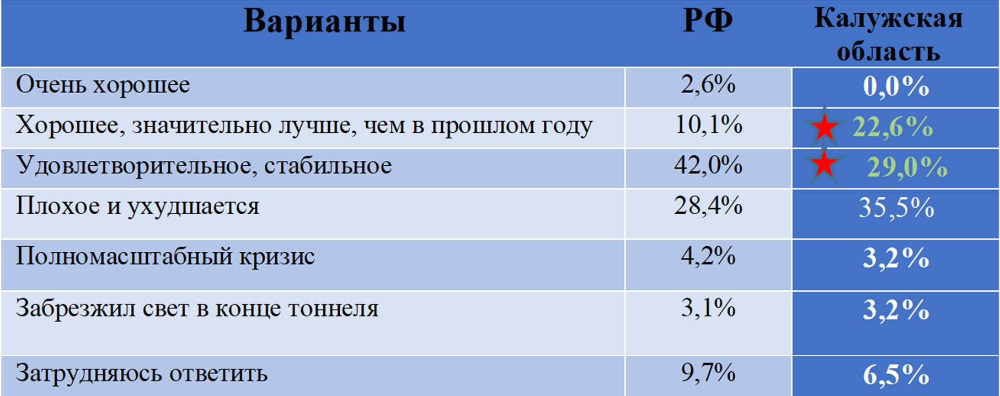 Варианты РФ Калужская
область
Очень хорошее 2,6% 0,0%
Хорошее, значительно лучше, чем в прошлом году 10,1% 22,6%
Удовлетворительное, стабильное 42,0% 29,0%
Плохое и ухудшается 28,4% 35,5%
Полномасштабный кризис 4,2% 3,2%
Забрезжил свет в конце тоннеля 3,1% 3,2%
Затрудняюсь ответить 9,7% 6,5%